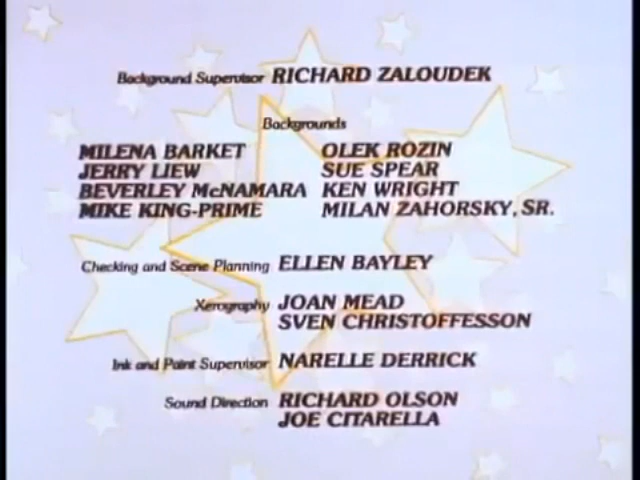 Background Supervisor RICHARD ZALOUDEK
Backgrounds
MILENA BARKET OLEK ROZIN
JERRY LIEW SUE SPEAR
BEVERLEY McNAMARA KEN WRIGHT
MIKE KING-PRIME MILAN ZAHORSKY, SR.
Checking and Scene Planning ELLEN BAYLEY
Xerography JOAN MEAD
SVEN CHRISTOFFESSON
Ink and Paint Supervisor NARELLE DERRICK
Sound Direction RICHARD OLSON
JOE CITARELLA